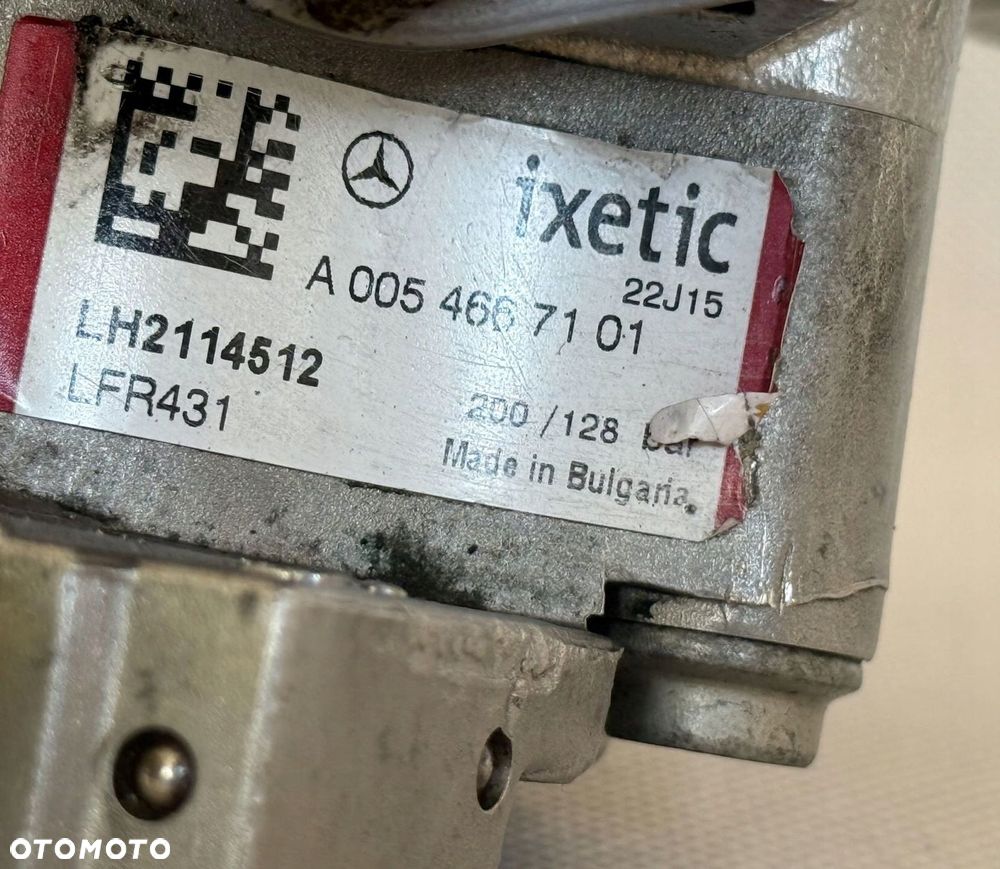 ixetic
22J15
A 005 466 71 01
LH2114512
LFR431
200 /128 bar
Made in Bulgaria
OTOMOTO